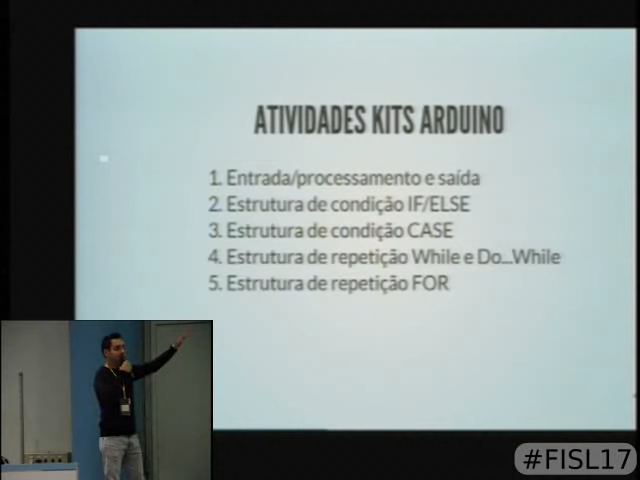 ATIVIDADES KITS ARDUINO
1. Entrada/processamento e saída
2. Estrutura de condição IF/ELSE
3. Estrutura de condição CASE
4. Estrutura de repetição While e Do...While
5. Estrutura de repetição FOR
#FISL17